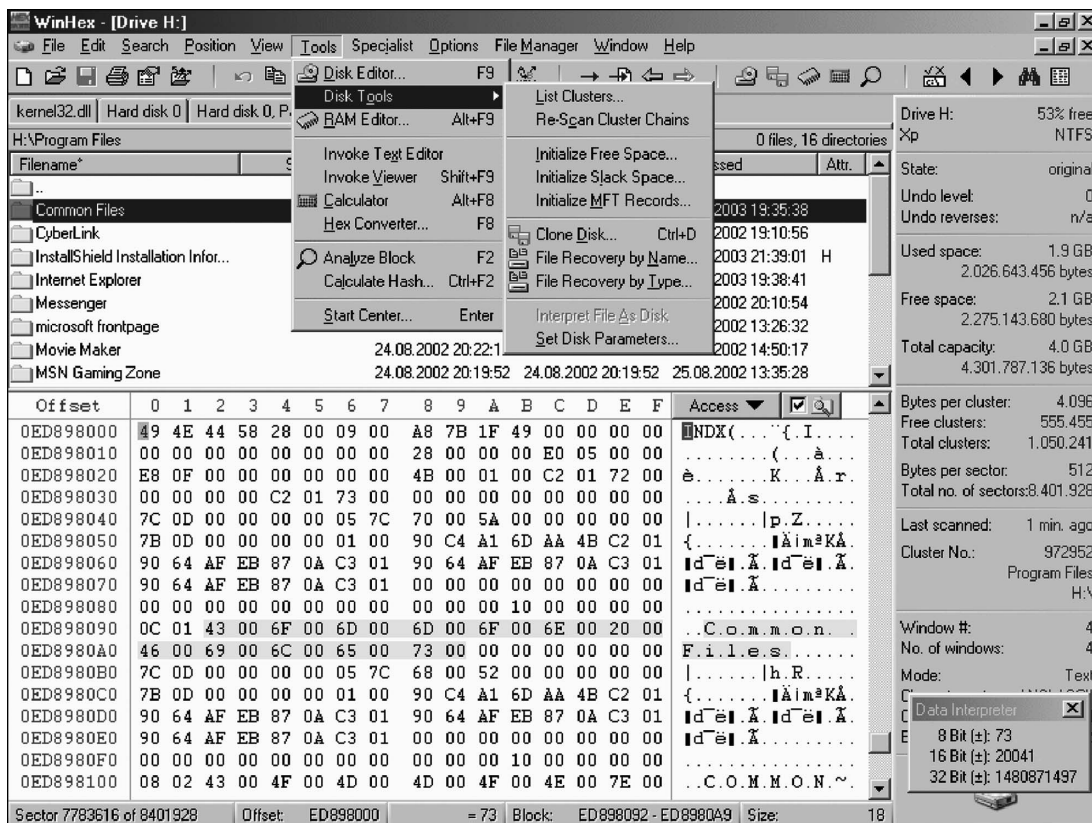 WinHex - [Drive H:]
File Edit Search Position View Tools Specialist Options File Manager Window Help
kernel32.dll Hard disk 0 Hard disk 0, P
H:\Program Files 0 files, 16 directories
Filename Attr.
..
Common Files 2003 19:35:38
CyberLink 2002 19:10:56
InstallShield Installation Infor... 2003 21:39:01 H
Internet Explorer 2003 19:38:41
Messenger 2002 20:10:54
microsoft frontpage 2002 13:26:32
Movie Maker 24.08.2002 20:22:1 2002 14:50:17
MSN Gaming Zone 24.08.2002 20:19:52 24.08.2002 20:19:52 25.08.2002 13:35:28
Disk Editor... F9
Disk Tools
RAM Editor... Alt+F9
Invoke Text Editor
Invoke Viewer Shift+F9
Calculator Alt+F8
Hex Converter... F8
Analyze Block F2
Calculate Hash... Ctrl+F2
Start Center... Enter
List Clusters...
Re-Scan Cluster Chains
Initialize Free Space...
Initialize Slack Space...
Initialize MFT Records...
Clone Disk... Ctrl+D
File Recovery by Name...
File Recovery by Type...
Interpret File As Disk
Set Disk Parameters...
Offset 0 1 2 3 4 5 6 7 8 9 A B C D E F Access
0ED898000 49 4E 44 58 28 00 09 00 A8 7B 1F 49 00 00 00 00 INDX(...¨{.I....
0ED898010 00 00 00 00 00 00 00 00 28 00 00 00 E0 05 00 00 ........(...à...
0ED898020 E8 0F 00 00 00 00 00 00 4B 00 01 00 C2 01 72 00 è.......K...Â.r.
0ED898030 00 00 00 00 C2 01 73 00 00 00 00 00 00 00 00 00 ....Â.s.........
0ED898040 7C 0D 00 00 00 00 05 7C 70 00 5A 00 00 00 00 00 |......|p.Z.....
0ED898050 7B 0D 00 00 00 00 01 00 90 C4 A1 6D AA 4B C2 01
0ED898060 90 64 AF EB 87 0A C3 01 90 64 AF EB 87 0A C3 01
0ED898070 90 64 AF EB 87 0A C3 01 00 00 00 00 00 00 00 00
0ED898080 00 00 00 00 00 00 00 00 00 00 00 10 00 00 00 00 ................
0ED898090 0C 01 43 00 6F 00 6D 00 6D 00 6F 00 6E 00 20 00 ..C.o.m.m.o.n. .
0ED8980A0 46 00 69 00 6C 00 65 00 73 00 00 00 00 00 00 00 F.i.l.e.s.......
0ED8980B0 7C 0D 00 00 00 00 05 7C 68 00 52 00 00 00 00 00 |......|h.R.....
0ED8980C0 7B 0D 00 00 00 00 01 00 90 C4 A1 6D AA 4B C2 01
0ED8980D0 90 64 AF EB 87 0A C3 01 90 64 AF EB 87 0A C3 01
0ED8980E0 90 64 AF EB 87 0A C3 01 00 00 00 00 00 00 00 00
0ED8980F0 00 00 00 00 00 00 00 00 00 00 00 10 00 00 00 00 ................
0ED898100 08 02 43 00 4F 00 4D 00 4D 00 4F 00 4E 00 7E 00 ..C.O.M.M.O.N.~.
Drive H: 53% free
Xp NTFS
State: original
Undo level: 0
Undo reverses: n/a
Used space: 1.9 GB
2.026.643.456 bytes
Free space: 2.1 GB
2.275.143.680 bytes
Total capacity: 4.0 GB
4.301.787.136 bytes
Bytes per cluster: 4.096
Free clusters: 555.455
Total clusters: 1.050.241
Bytes per sector: 512
Total no. of sectors: 8.401.928
Last scanned: 1 min. ago
Cluster No.: 972952
Program Files
H:\
Window #: 4
No. of windows: 4
Mode: Text
Data Interpreter
8 Bit (±): 73
16 Bit (±): 20041
32 Bit (±): 1480871497
Sector 7783616 of 8401928 Offset: ED898000 = 73 Block: ED898092 - ED8980A9 Size: 18